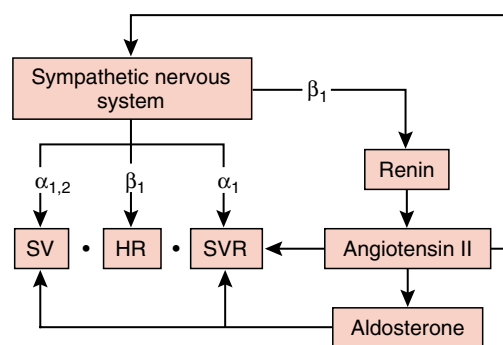 Sympathetic nervous
system
β₁
Renin
α₁,₂
β₁
α₁
SV • HR • SVR
Angiotensin II
Aldosterone